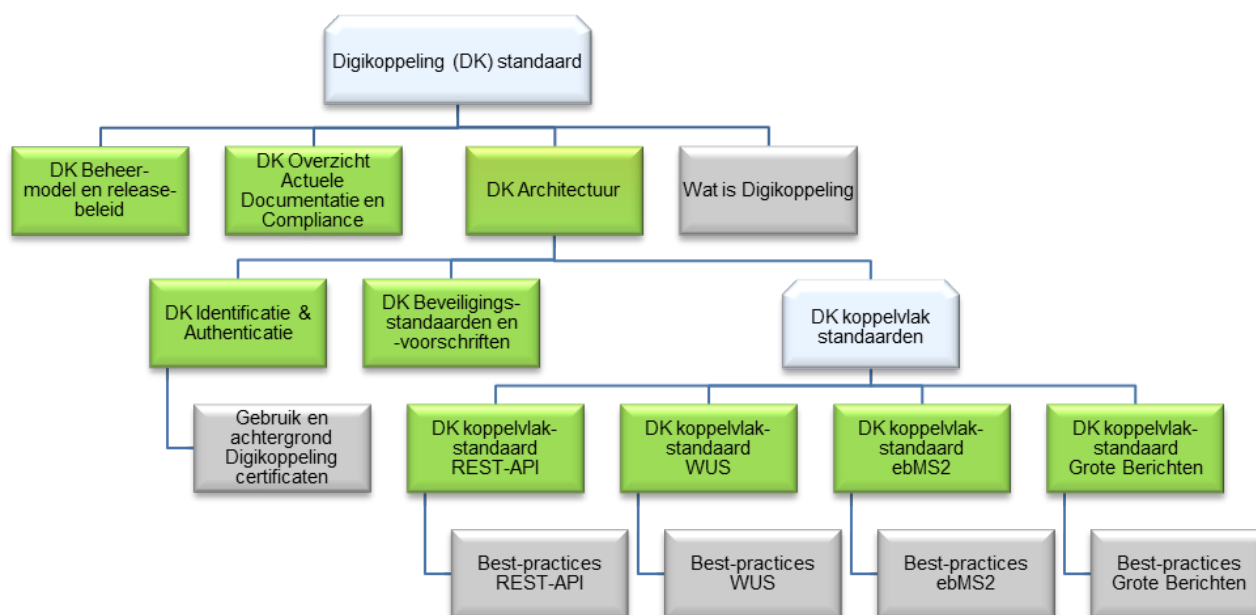 Digikoppeling (DK) standaard
DK Beheer-
model en release-
beleid
DK Overzicht
Actuele
Documentatie en
Compliance
DK Architectuur
Wat is Digikoppeling
DK Identificatie &
Authenticatie
DK Beveiligings-
standaarden en
-voorschriften
DK koppelvlak
standaarden
Gebruik en
achtergrond
Digikoppeling
certificaten
DK koppelvlak-
standaard
REST-API
DK koppelvlak-
standaard
WUS
DK koppelvlak-
standaard
ebMS2
DK koppelvlak-
standaard
Grote Berichten
Best-practices
REST-API
Best-practices
WUS
Best-practices
ebMS2
Best-practices
Grote Berichten